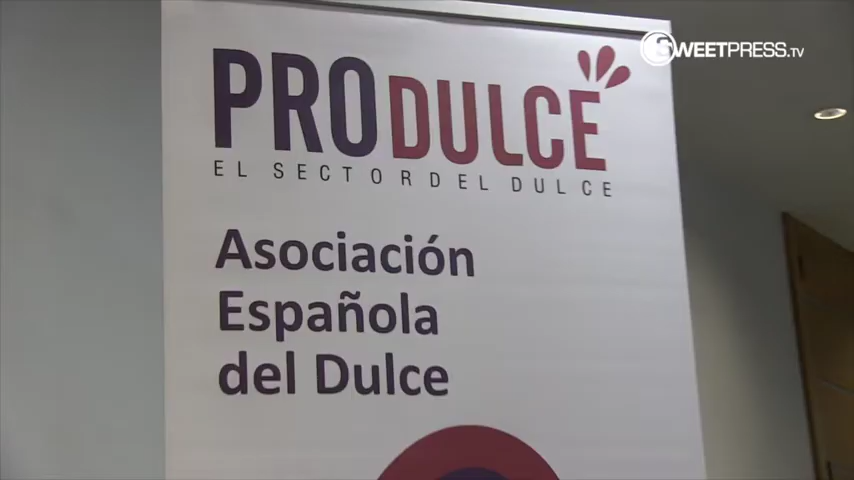 SWEETPRESS.TV
PRODULCE
EL SECTOR DEL DULCE
Asociación
Española
del Dulce